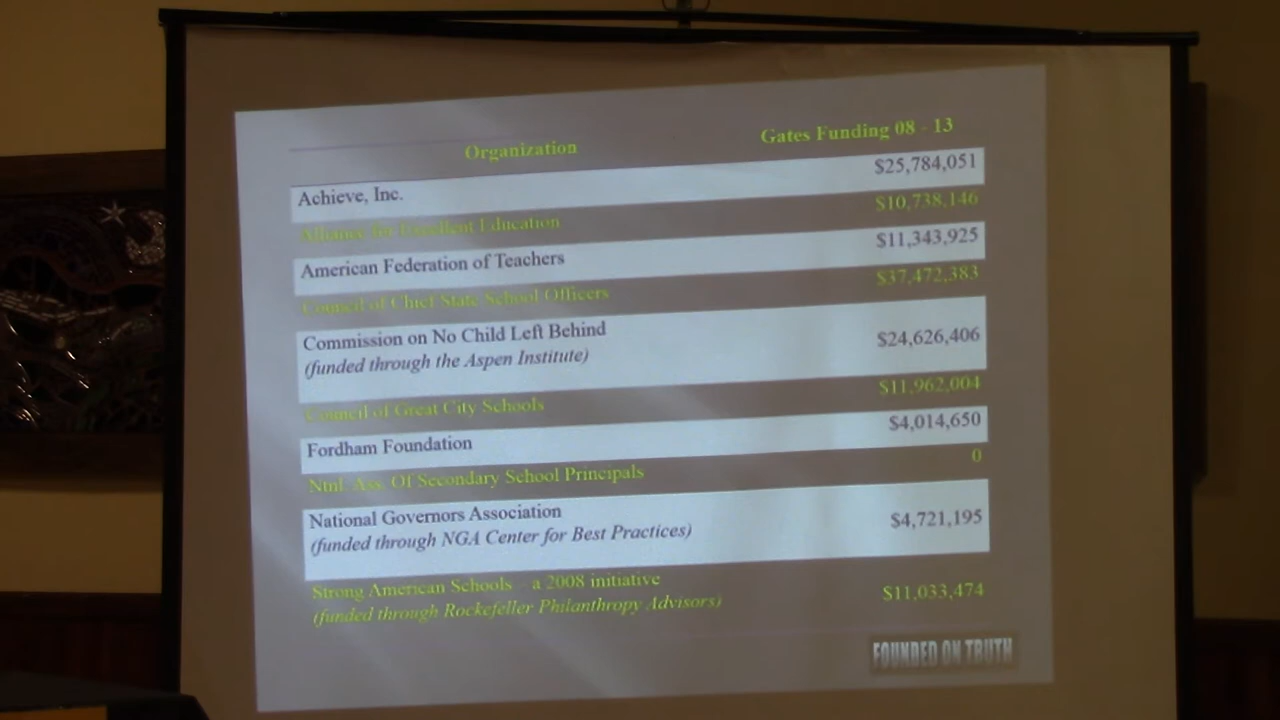 Organization Gates Funding 08 - 13
Achieve, Inc. $25,784,051
Alliance for Excellent Education $10,738,146
American Federation of Teachers $11,343,925
Council of Chief State School Officers $37,472,383
Commission on No Child Left Behind
(funded through the Aspen Institute) $24,626,406
Council of Great City Schools $11,962,004
Fordham Foundation $4,014,650
Ntnl. Ass. Of Secondary School Principals 0
National Governors Association
(funded through NGA Center for Best Practices) $4,721,195
Strong American Schools – a 2008 initiative
(funded through Rockefeller Philanthropy Advisors) $11,033,474
FOUNDED ON TRUTH